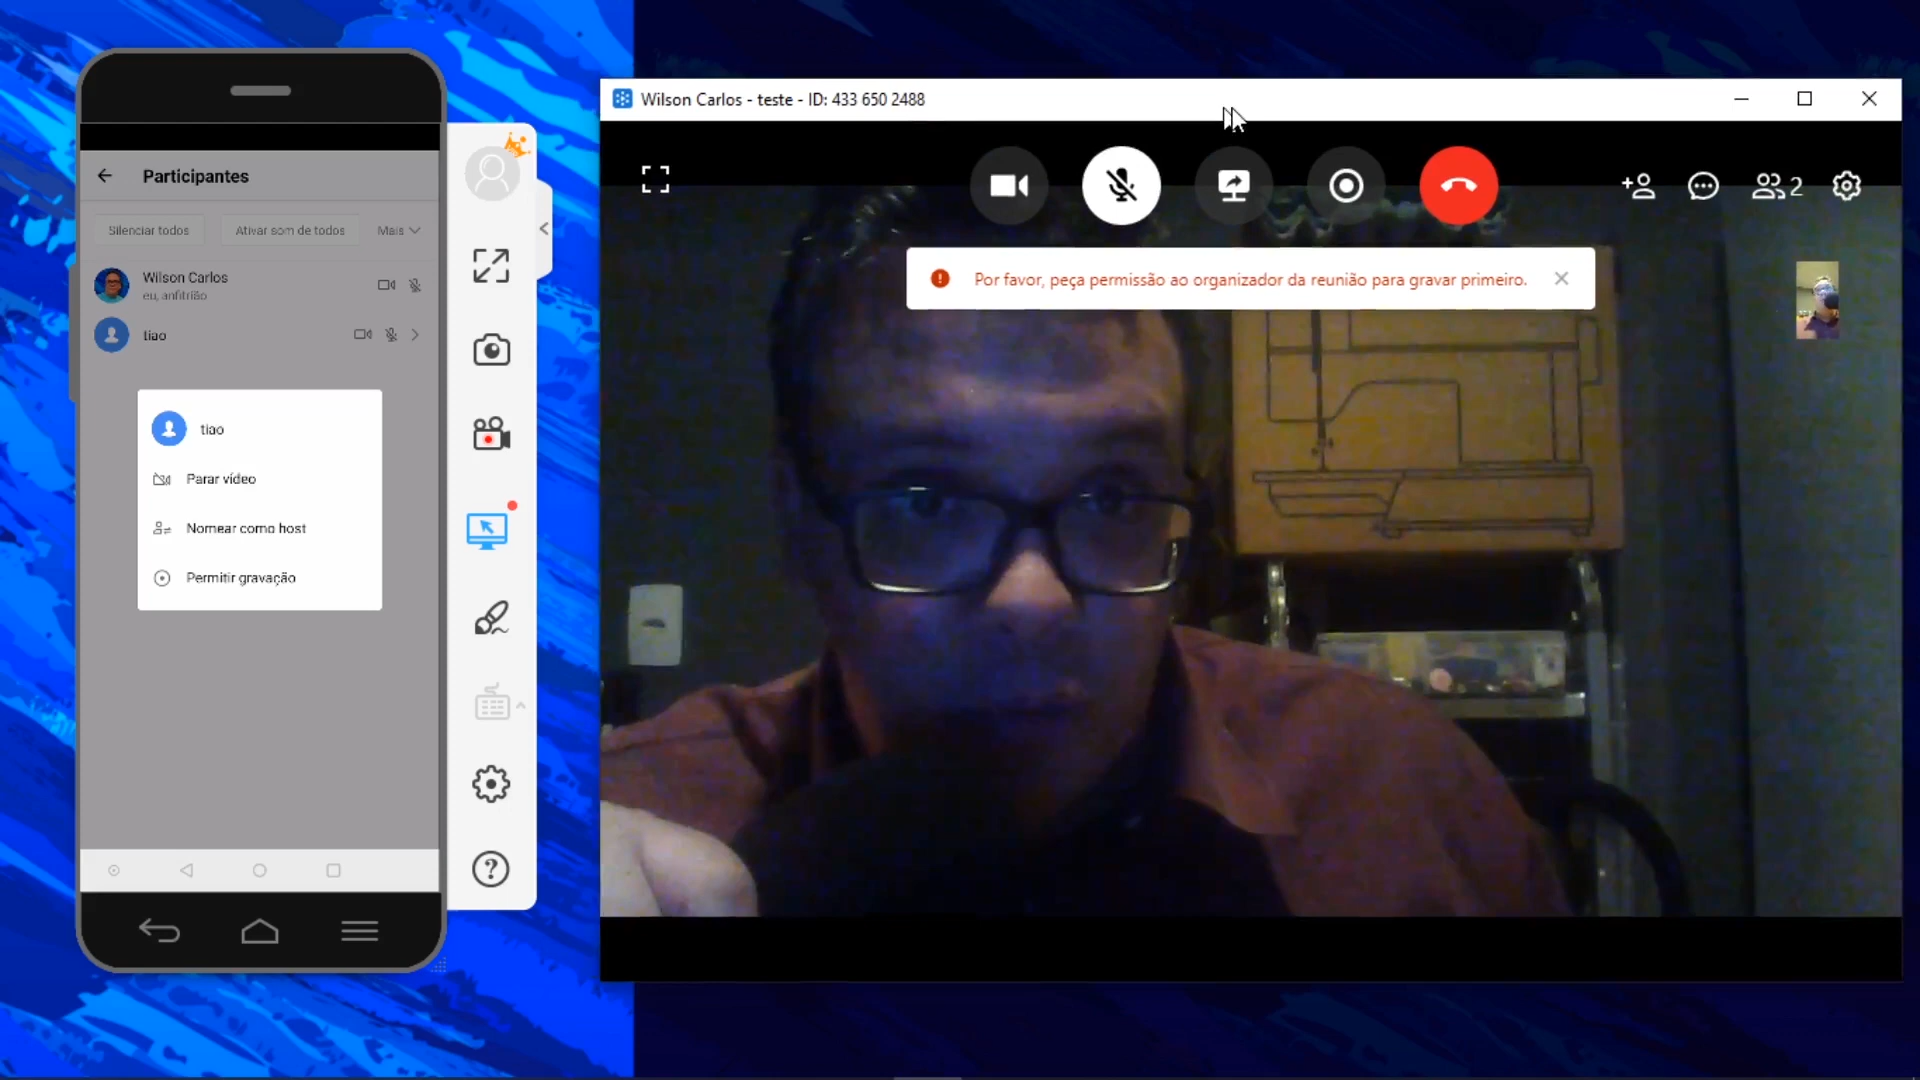 Participantes
Silenciar todos
Ativar som de todos
Mais
Wilson Carlos
eu, anfitrião
tiao
tiao
Parar vídeo
Nomear como host
Permitir gravação
Wilson Carlos - teste - ID: 433 650 2488
2
Por favor, peça permissão ao organizador da reunião para gravar primeiro.